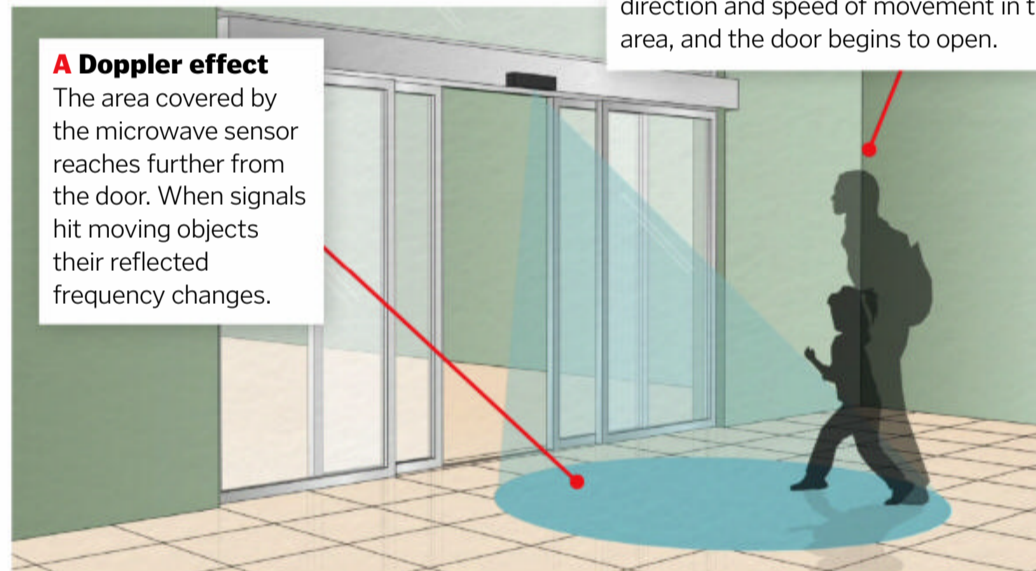 direction and speed of movement in t
area, and the door begins to open.
A Doppler effect
The area covered by
the microwave sensor
reaches further from
the door. When signals
hit moving objects
their reflected
frequency changes.